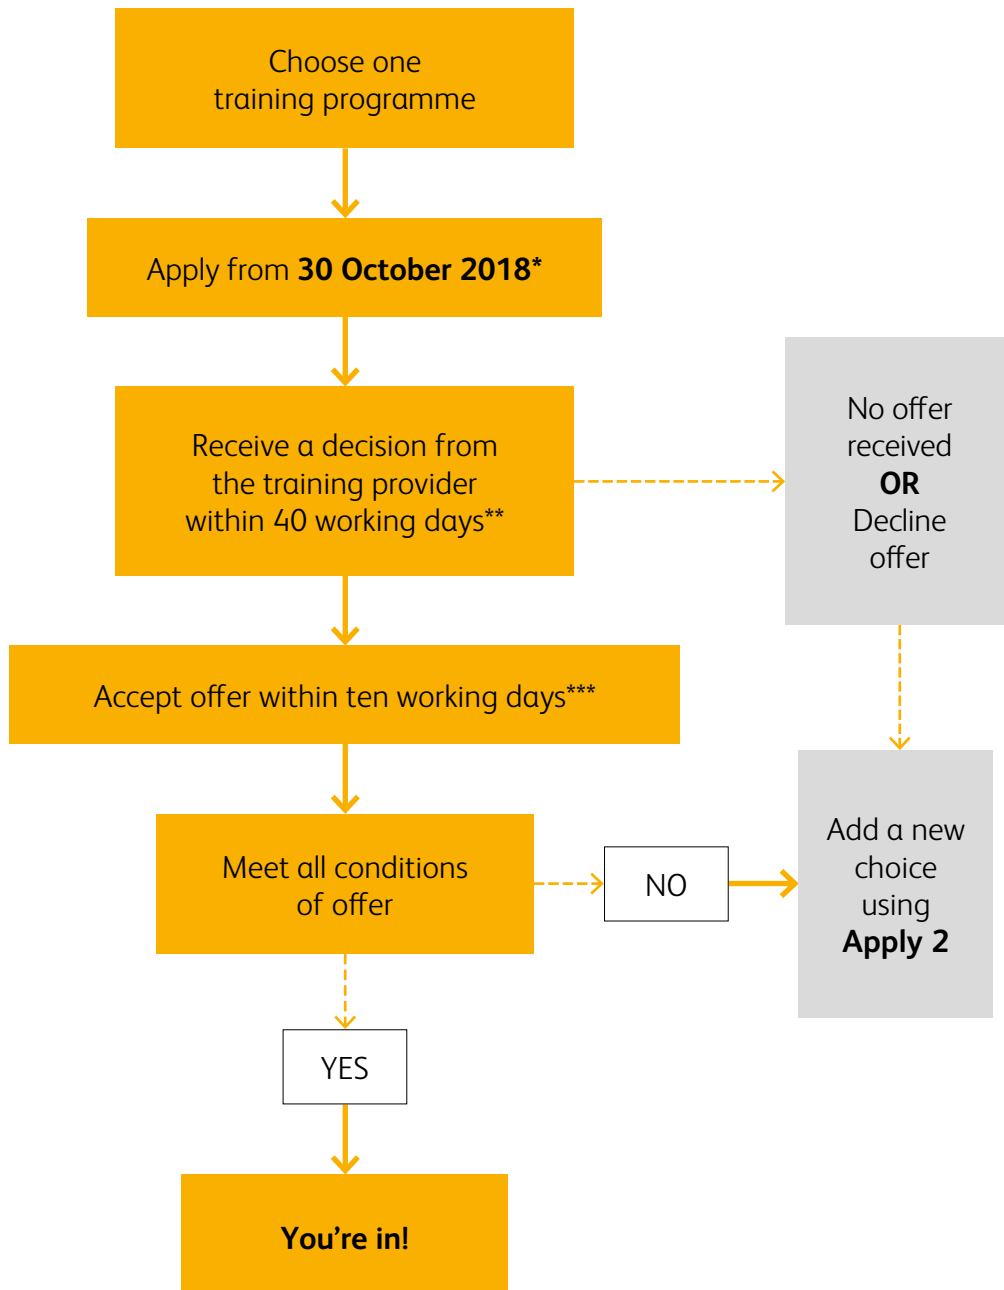 Choose one
training programme
Apply from 30 October 2018*
Receive a decision from
the training provider
within 40 working days**
No offer
received
OR
Decline
offer
Accept offer within ten working days***
Meet all conditions
of offer
NO
Add a new
choice
using
Apply 2
YES
You’re in!